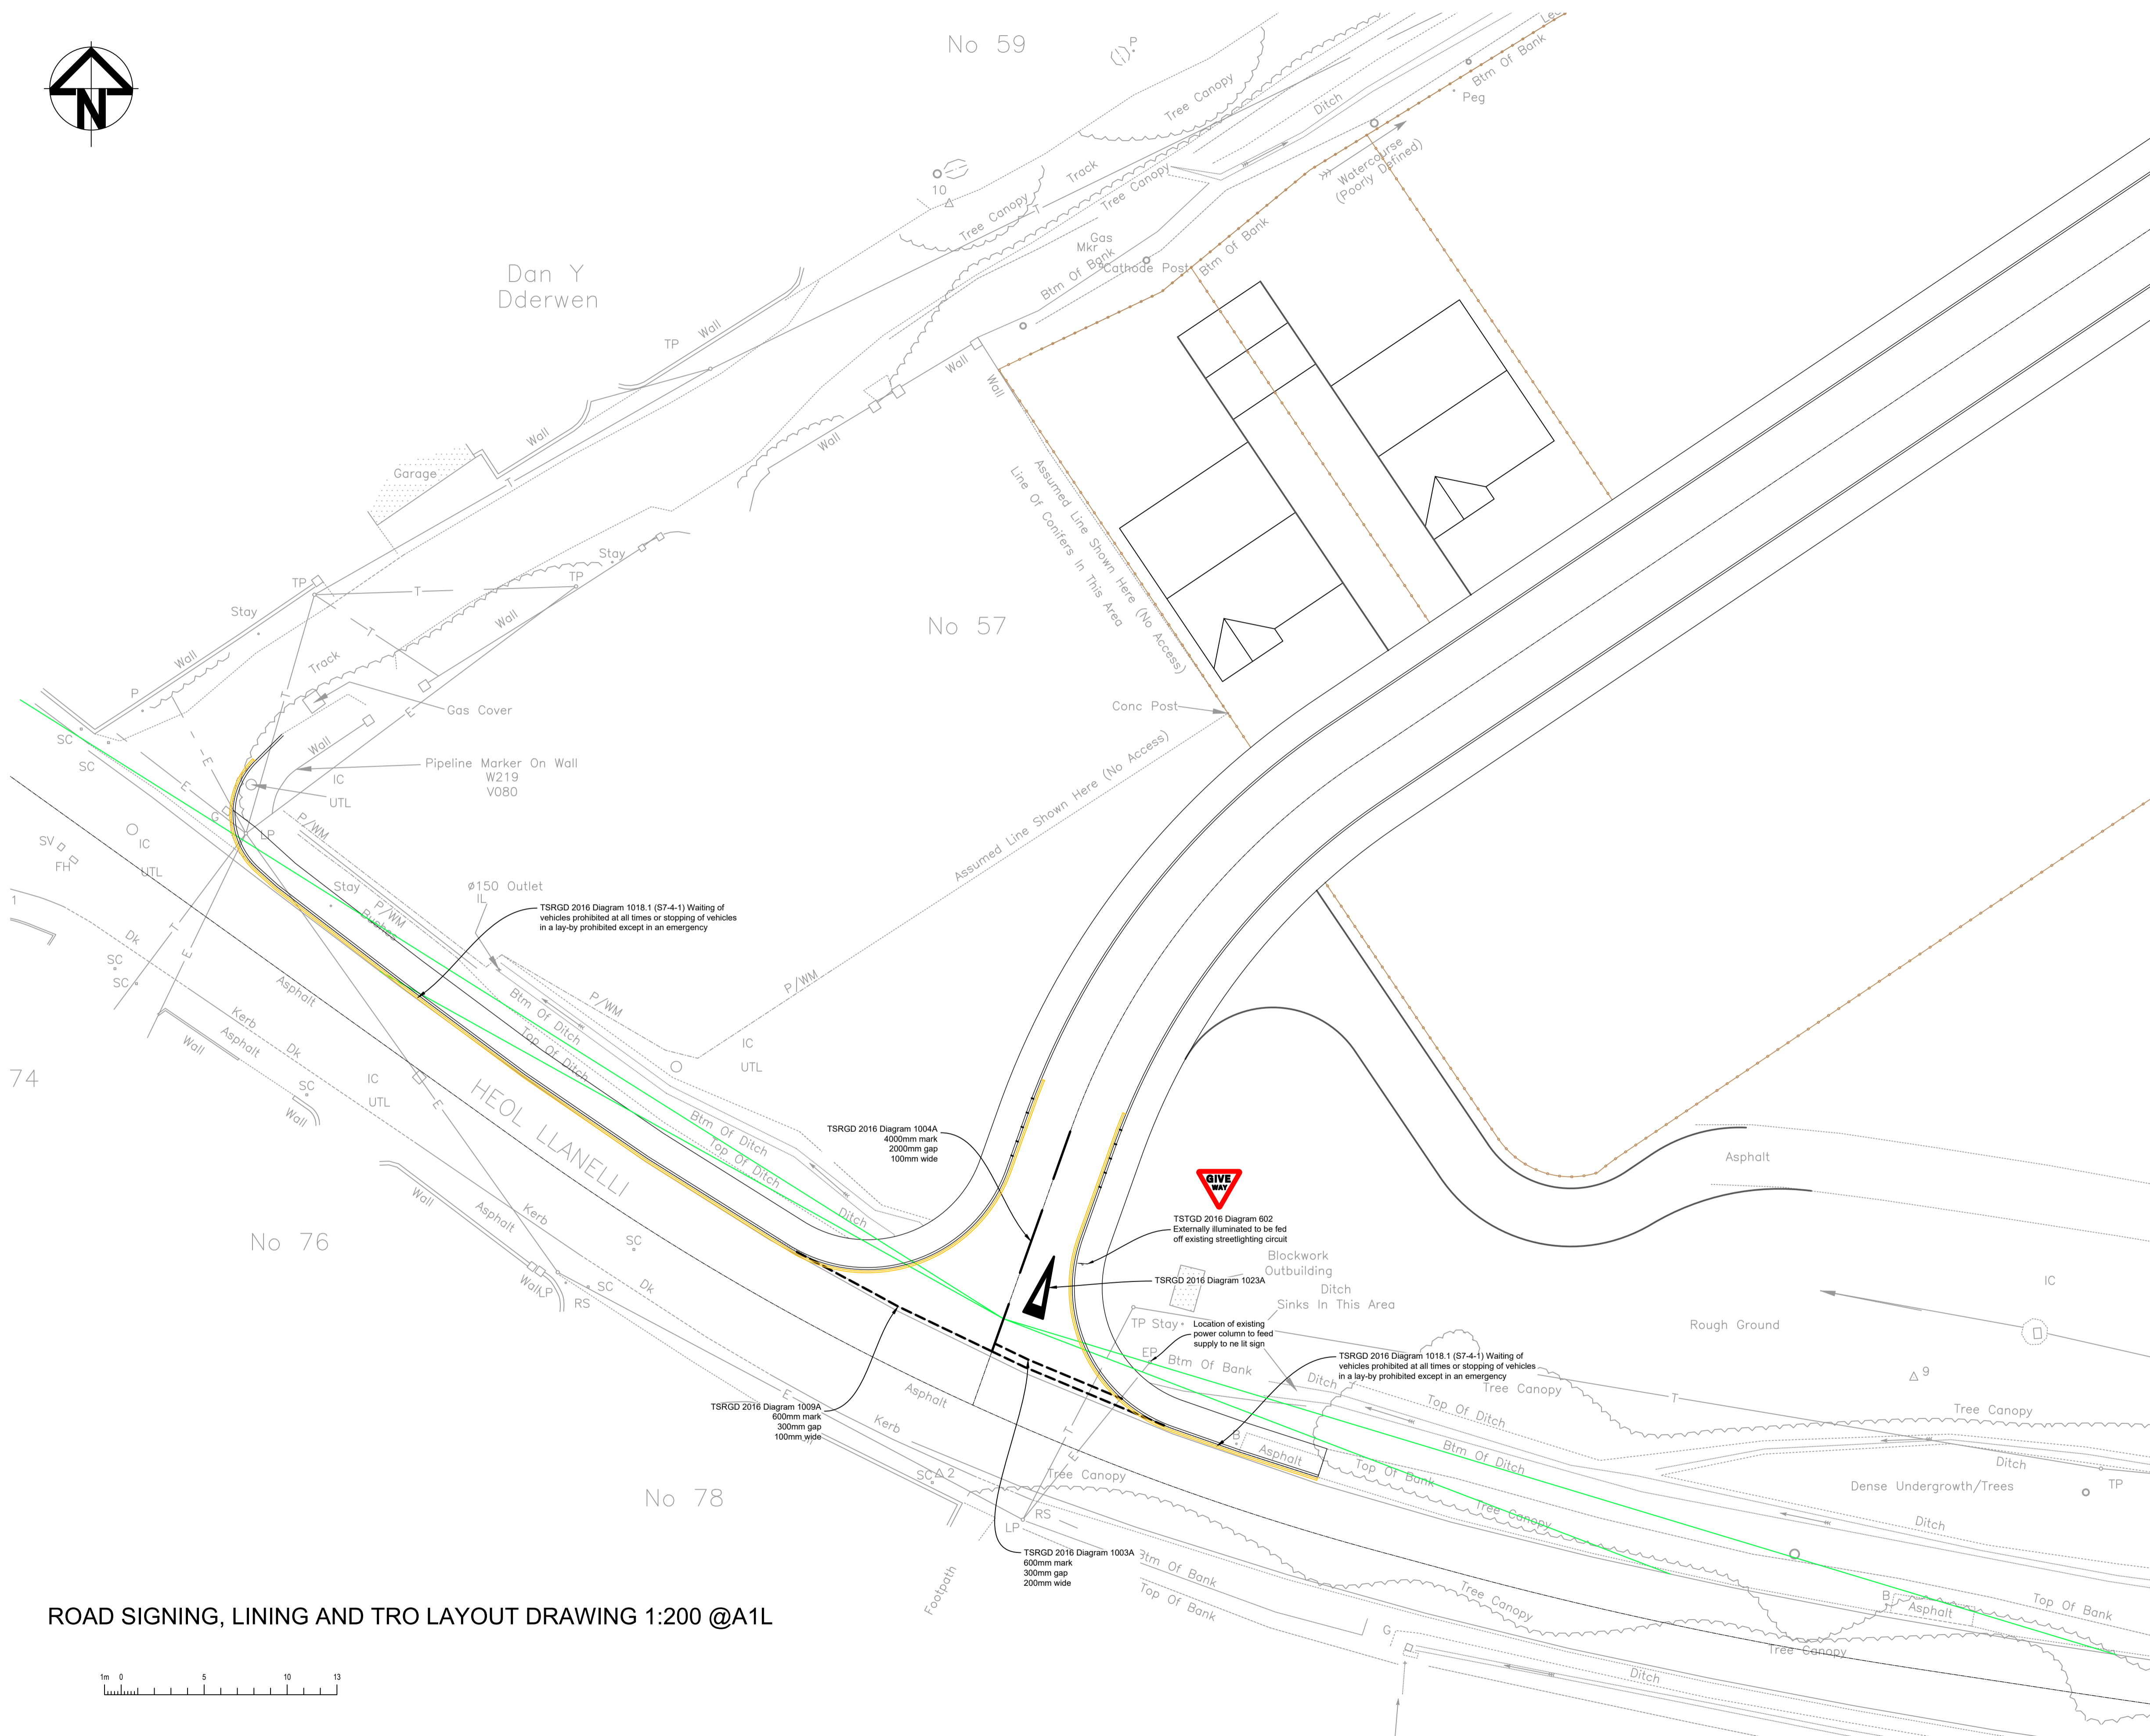 No 59
P
Tree Canopy
Btm Of Bank
Peg
Ditch
N
Watercourse
(Poorly Defined)
Track
Tree Canopy
10
Tree Canopy
T
Gas
Mkr
Cathode Post
Btm Of Bank
Btm Of Bank
Dan Y
Dderwen
Wall
TP
Wall
Wall
Wall
Wall
Garage
T
Assumed Line Shown Here (No Access)
Line Of Conifers In This Area
Stay
TP
TP
T
Stay
Wall
No 57
T
Wall
Track
P
T
E
Gas Cover
Conc Post
SC
SC
E
Wall
Pipeline Marker On Wall
W219
V080
IC
UTL
E
Assumed Line Shown Here (No Access)
G
LP
P/WM
SV
FH
IC
UTL
Stay
ø150 Outlet
IL
1
TSRGD 2016 Diagram 1018.1 (S7-4-1) Waiting of
vehicles prohibited at all times or stopping of vehicles
in a lay-by prohibited except in an emergency
P/WM
Bushes
Dk
T
E
SC
SC
Asphalt
P/WM
P/WM
Btm Of Ditch
Top Of Ditch
Kerb
Asphalt
Wall
Dk
IC
UTL
74
SC
IC
UTL
Wall
E
HEOL LLANELLI
Btm Of Ditch
Top Of Ditch
TSRGD 2016 Diagram 1004A
4000mm mark
2000mm gap
100mm wide
Asphalt
GIVE
WAY
Wall
Asphalt
Kerb
Ditch
TSTGD 2016 Diagram 602
Externally illuminated to be fed
off existing streetlighting circuit
No 76
SC
Blockwork
Outbuilding
Dk
TSRGD 2016 Diagram 1023A
Ditch
Sinks In This Area
IC
Wall
LP
SC
RS
TP
Stay
Location of existing
power column to feed
supply to ne lit sign
Rough Ground
EP
Btm Of Bank
TSRGD 2016 Diagram 1018.1 (S7-4-1) Waiting of
vehicles prohibited at all times or stopping of vehicles
in a lay-by prohibited except in an emergency
9
Ditch
Tree Canopy
E
Asphalt
T
TSRGD 2016 Diagram 1009A
600mm mark
300mm gap
100mm wide
Kerb
Top Of Ditch
Tree Canopy
T
E
B
Asphalt
Btm Of Ditch
Ditch
SC
2
Tree Canopy
Top Of Bank
Dense Undergrowth/Trees
TP
No 78
Tree Canopy
RS
LP
Ditch
TSRGD 2016 Diagram 1003A
600mm mark
300mm gap
200mm wide
Btm Of Bank
Top Of Bank
Footpath
Tree Canopy
B
Asphalt
Top Of Bank
ROAD SIGNING, LINING AND TRO LAYOUT DRAWING 1:200 @A1L
G
Tree Canopy
Ditch
1m 0 5 10 13